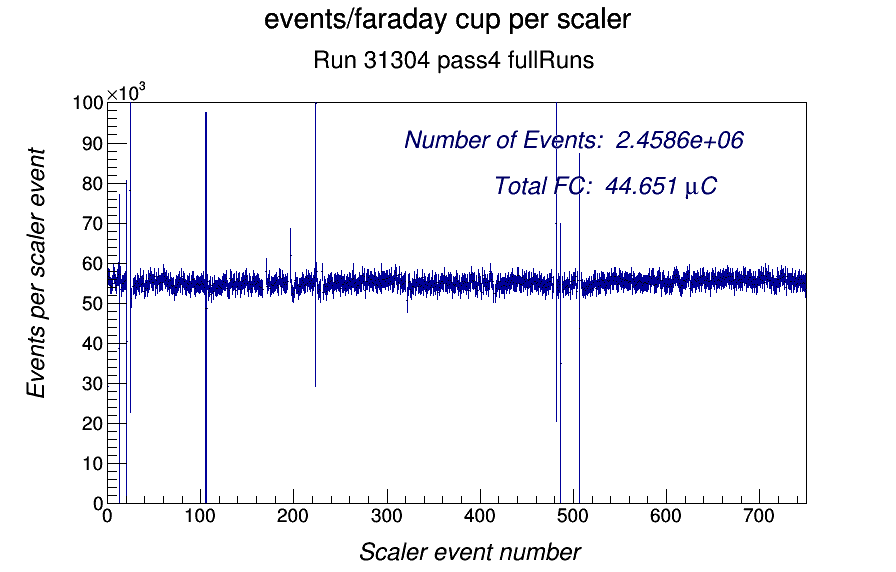 events/faraday cup per scaler
Run 31304 pass4 fullRuns
×10³
100
90
80
70
60
50
40
30
20
10
0
Events per scaler event
Number of Events: 2.4586e+06
Total FC: 44.651 μC
0 100 200 300 400 500 600 700
Scaler event number